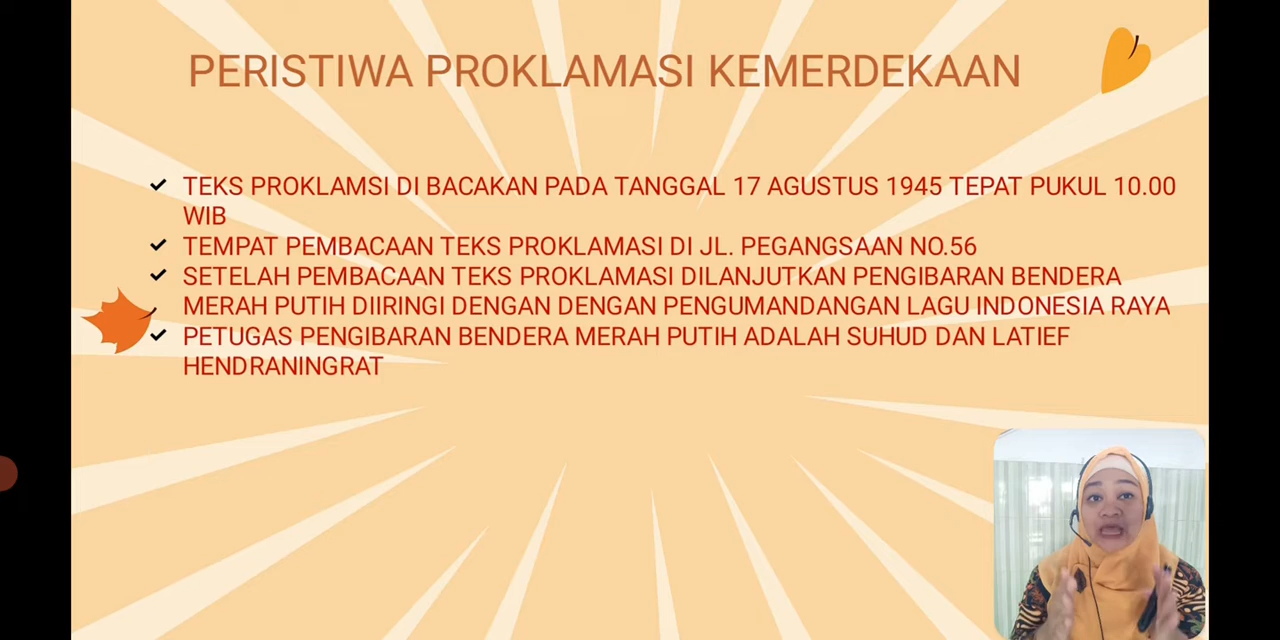 PERISTIWA PROKLAMASI KEMERDEKAAN
TEKS PROKLAMSI DI BACAKAN PADA TANGGAL 17 AGUSTUS 1945 TEPAT PUKUL 10.00
WIB
TEMPAT PEMBACAAN TEKS PROKLAMASI DI JL. PEGANGSAAN NO.56
SETELAH PEMBACAAN TEKS PROKLAMASI DILANJUTKAN PENGIBARAN BENDERA
MERAH PUTIH DIIRINGI DENGAN DENGAN PENGUMANDANGAN LAGU INDONESIA RAYA
PETUGAS PENGIBARAN BENDERA MERAH PUTIH ADALAH SUHUD DAN LATIEF
HENDRANINGRAT